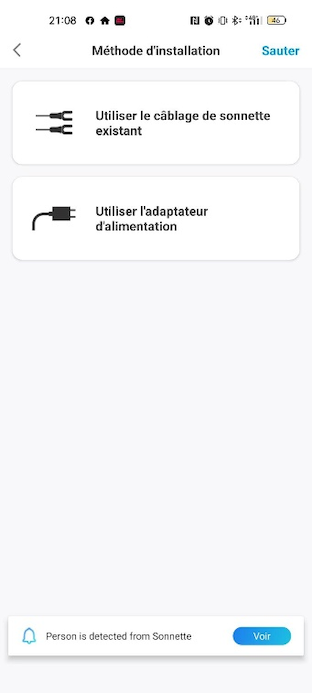 21:08
46
Méthode d'installation
Sauter
Utiliser le câblage de sonnette
existant
Utiliser l'adaptateur
d'alimentation
Person is detected from Sonnette
Voir